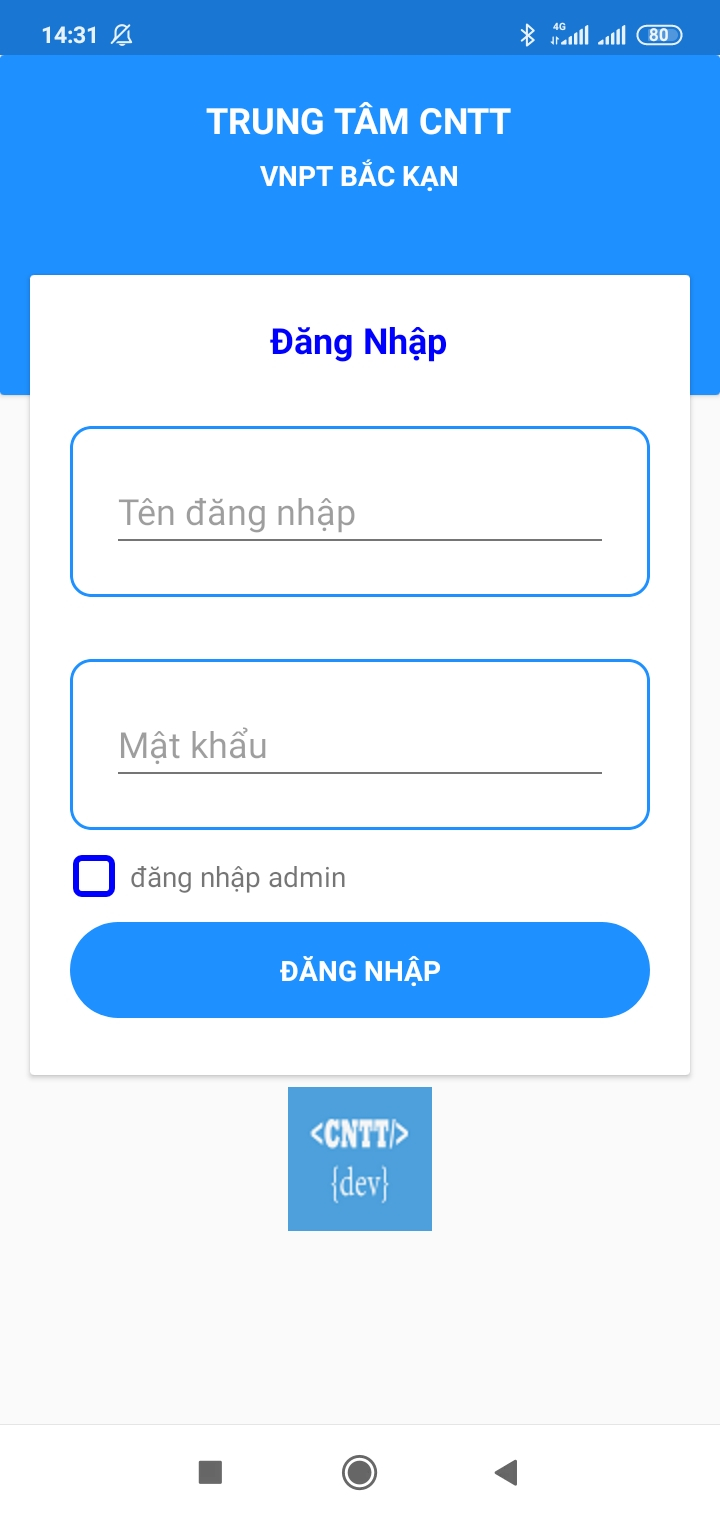 14:31
4G
80
TRUNG TÂM CNTT
VNPT BẮC KẠN
Đăng Nhập
Tên đăng nhập
Mật khẩu
đăng nhập admin
ĐĂNG NHẬP
<CNTT/>
{dev}